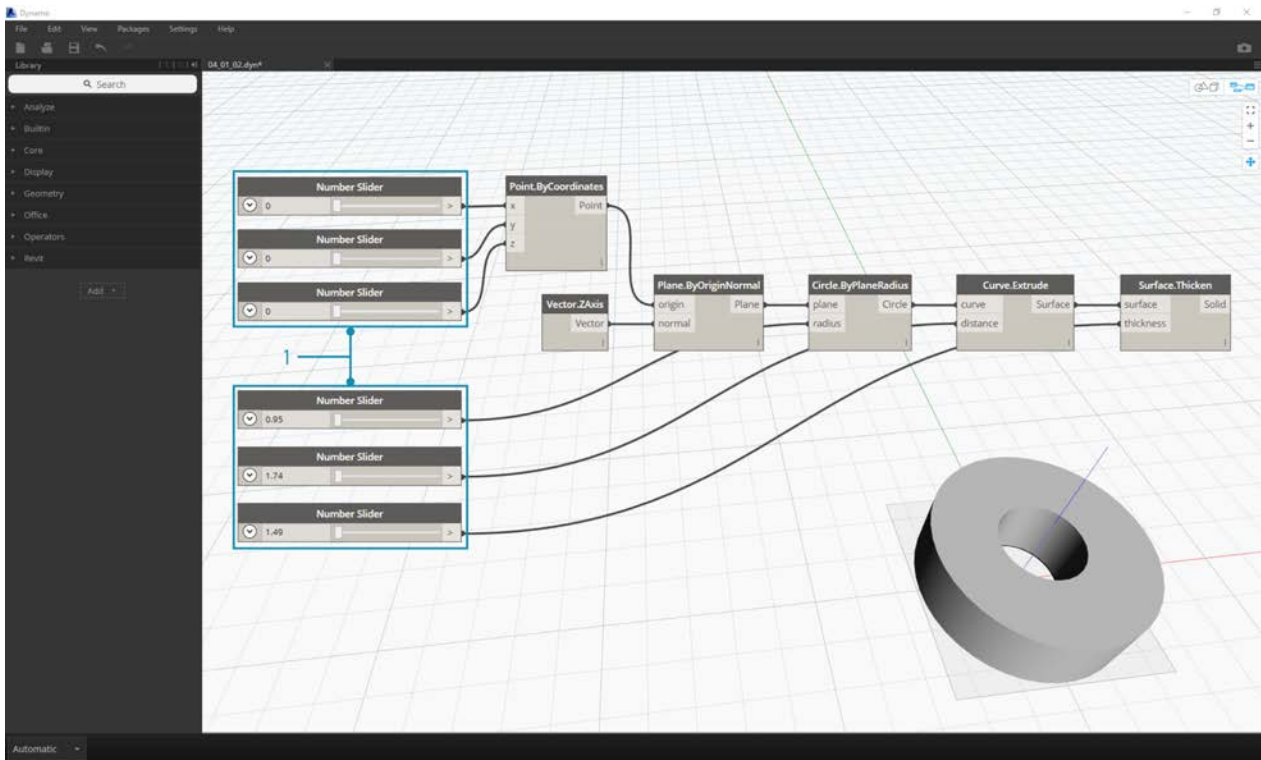 Dynamo
File Edit View Packages Settings Help
Library
04_01_02.dyn*
Search
Analyze
BuiltIn
Core
Display
Geometry
Office
Operators
Revit
Add
Number Slider
0 >
Number Slider
0 >
Number Slider
0 >
Point.ByCoordinates
x Point
y
z
Vector.ZAxis
Vector
Plane.ByOriginNormal
origin Plane
normal
Circle.ByPlaneRadius
plane Circle
radius
Curve.Extrude
curve Surface
distance
Surface.Thicken
surface Solid
thickness
1
Number Slider
0.95 >
Number Slider
1.74 >
Number Slider
1.49 >
Automatic